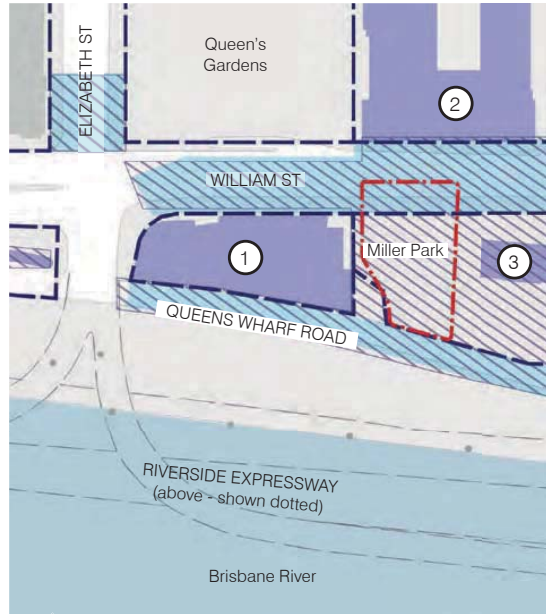 Queen's
Gardens
ELIZABETH ST
2
WILLIAM ST
1
Miller Park
3
QUEENS WHARF ROAD
RIVERSIDE EXPRESSWAY
(above - shown dotted)
Brisbane River